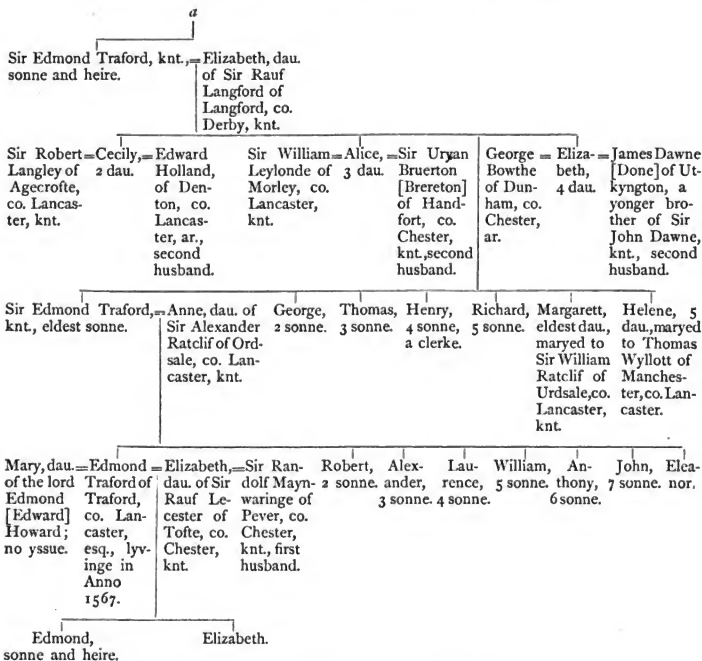 a
Sir Edmond Traford, knt.,
sonne and heire.
=Elizabeth, dau.
of Sir Rauf
Langford of
Langford, co.
Derby, knt.
Sir Robert
Langley of
Agecrofte,
co. Lancas-
ter, knt.
=Cecily,=
2 dau.
Edward
Holland,
of Den-
ton, co.
Lancas-
ter, ar.,
second
husband.
Sir William
Leylonde of
Morley, co.
Lancaster,
knt.
=Alice,=
3 dau.
Sir Uryan
Bruerton
[Brereton]
of Hand-
fort, co.
Chester,
knt., second
husband.
George
Bowthe
of Dun-
ham, co.
Chester,
ar.
= Eliza-=
beth,
4 dau.
James Dawne
[Done] of Ut-
kyngton, a
yonger bro-
ther of Sir
John Dawne,
knt., second
husband.
Sir Edmond Traford,
knt., eldest sonne.
=Anne, dau. of
Sir Alexander
Ratclif of Ord-
sale, co. Lan-
caster, knt.
George,
2 sonne.
Thomas,
3 sonne.
Henry,
4 sonne,
a clerke.
Richard,
5 sonne.
Margarett,
eldest dau.,
maryed to
Sir William
Ratclif of
Urdsale, co.
Lancaster,
knt.
Helene, 5
dau., maryed
to Thomas
Wyllott of
Manches-
ter, co. Lan-
caster.
Mary, dau.
of the lord
Edmond
[Edward]
Howard;
no yssue.
=Edmond =
Traford of
Traford,
co. Lan-
caster,
esq., lyv-
inge in
Anno
1567.
Elizabeth,=
dau. of Sir
Rauf Le-
cester of
Tofte, co.
Chester,
knt.
Sir Ran-
dolf Mayn-
waringe of
Pever, co.
Chester,
knt., first
husband.
Robert,
2 sonne.
Alex-
ander,
3 sonne.
Lau-
rence,
4 sonne.
William,
5 sonne.
An-
thony,
6 sonne.
John,
7 sonne.
Elea-
nor.
Edmond,
sonne and heire.
Elizabeth.